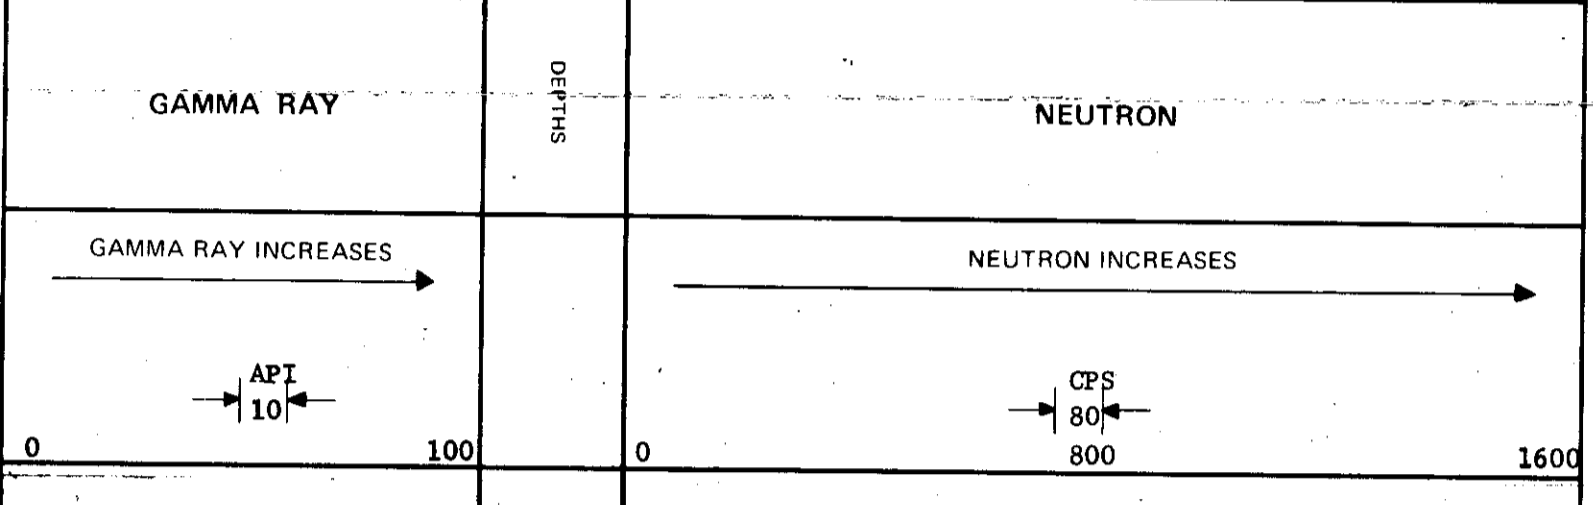 GAMMA RAY
DEPTHS
NEUTRON
GAMMA RAY INCREASES
NEUTRON INCREASES
API
10
CPS
80
0
100
0
800
1600